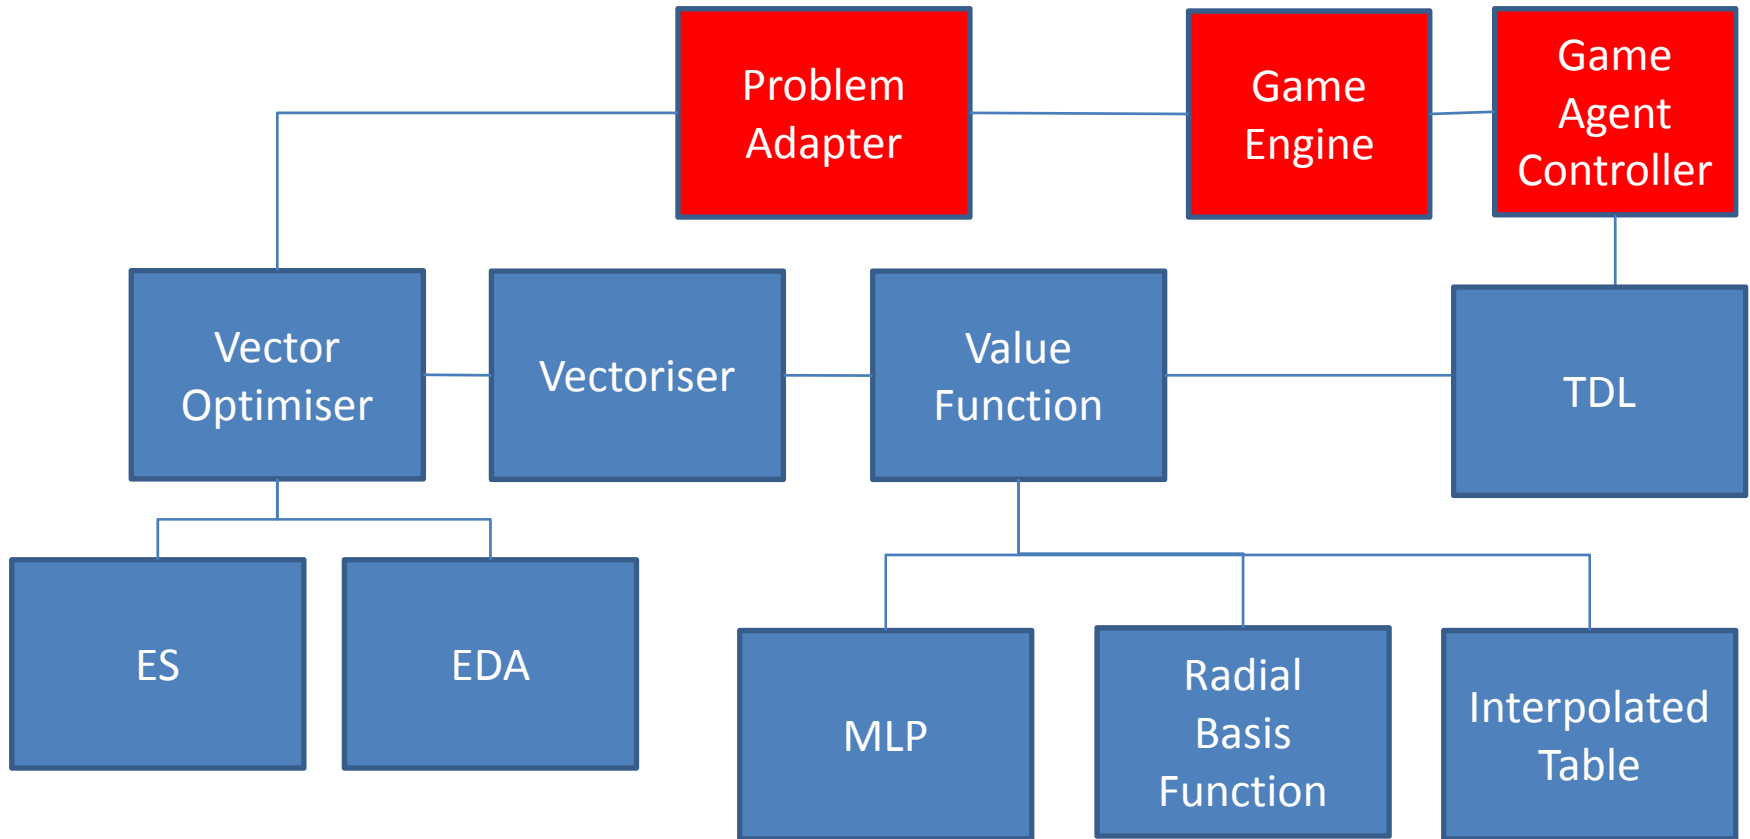 Problem
Adapter
Game
Engine
Game
Agent
Controller
Vector
Optimiser
Vectoriser
Value
Function
TDL
ES
EDA
MLP
Radial
Basis
Function
Interpolated
Table